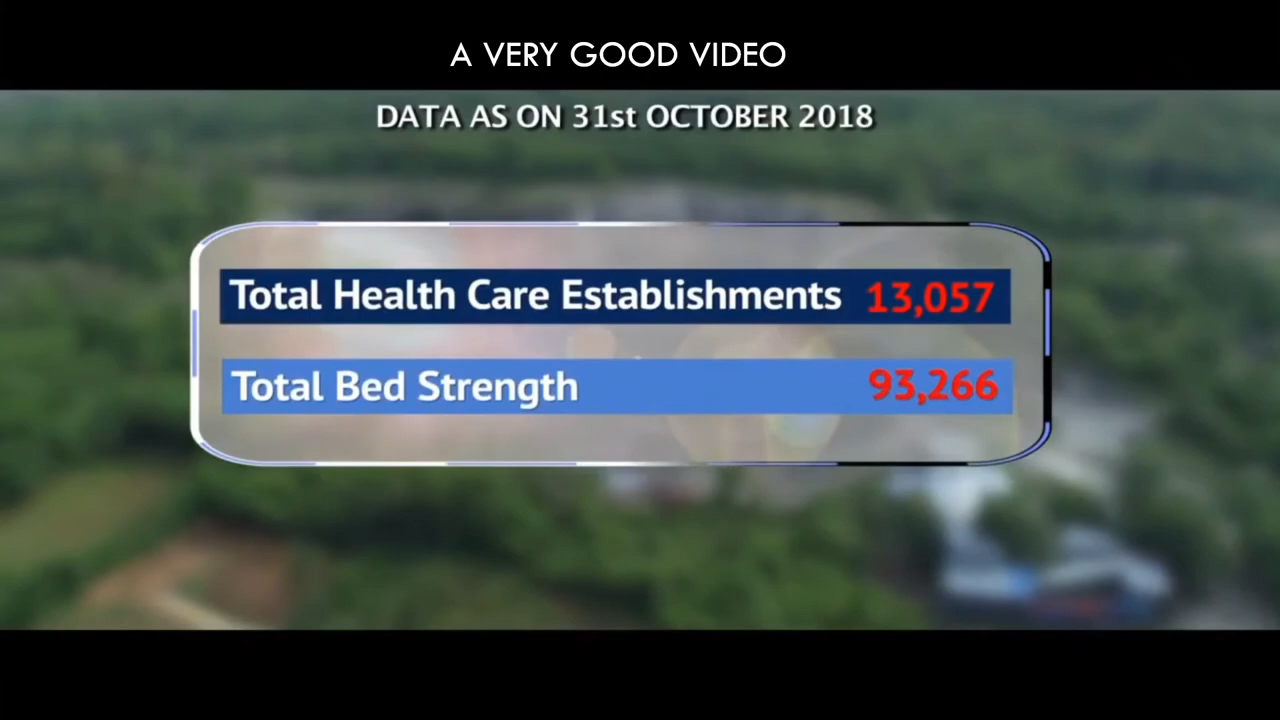 A VERY GOOD VIDEO
DATA AS ON 31st OCTOBER 2018
Total Health Care Establishments 13,057
Total Bed Strength 93,266